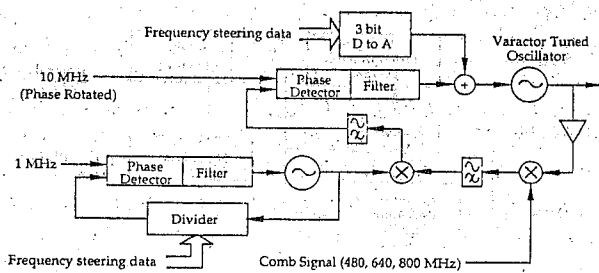 Frequency steering data
3 bit
D to A
Varactor Tuned
Oscillator
10 MHz
(Phase Rotated)
Phase
Detector
Filter
+
1 MHz
Phase
Detector
Filter
Divider
Frequency steering data
Comb Signal (480, 640, 800 MHz)